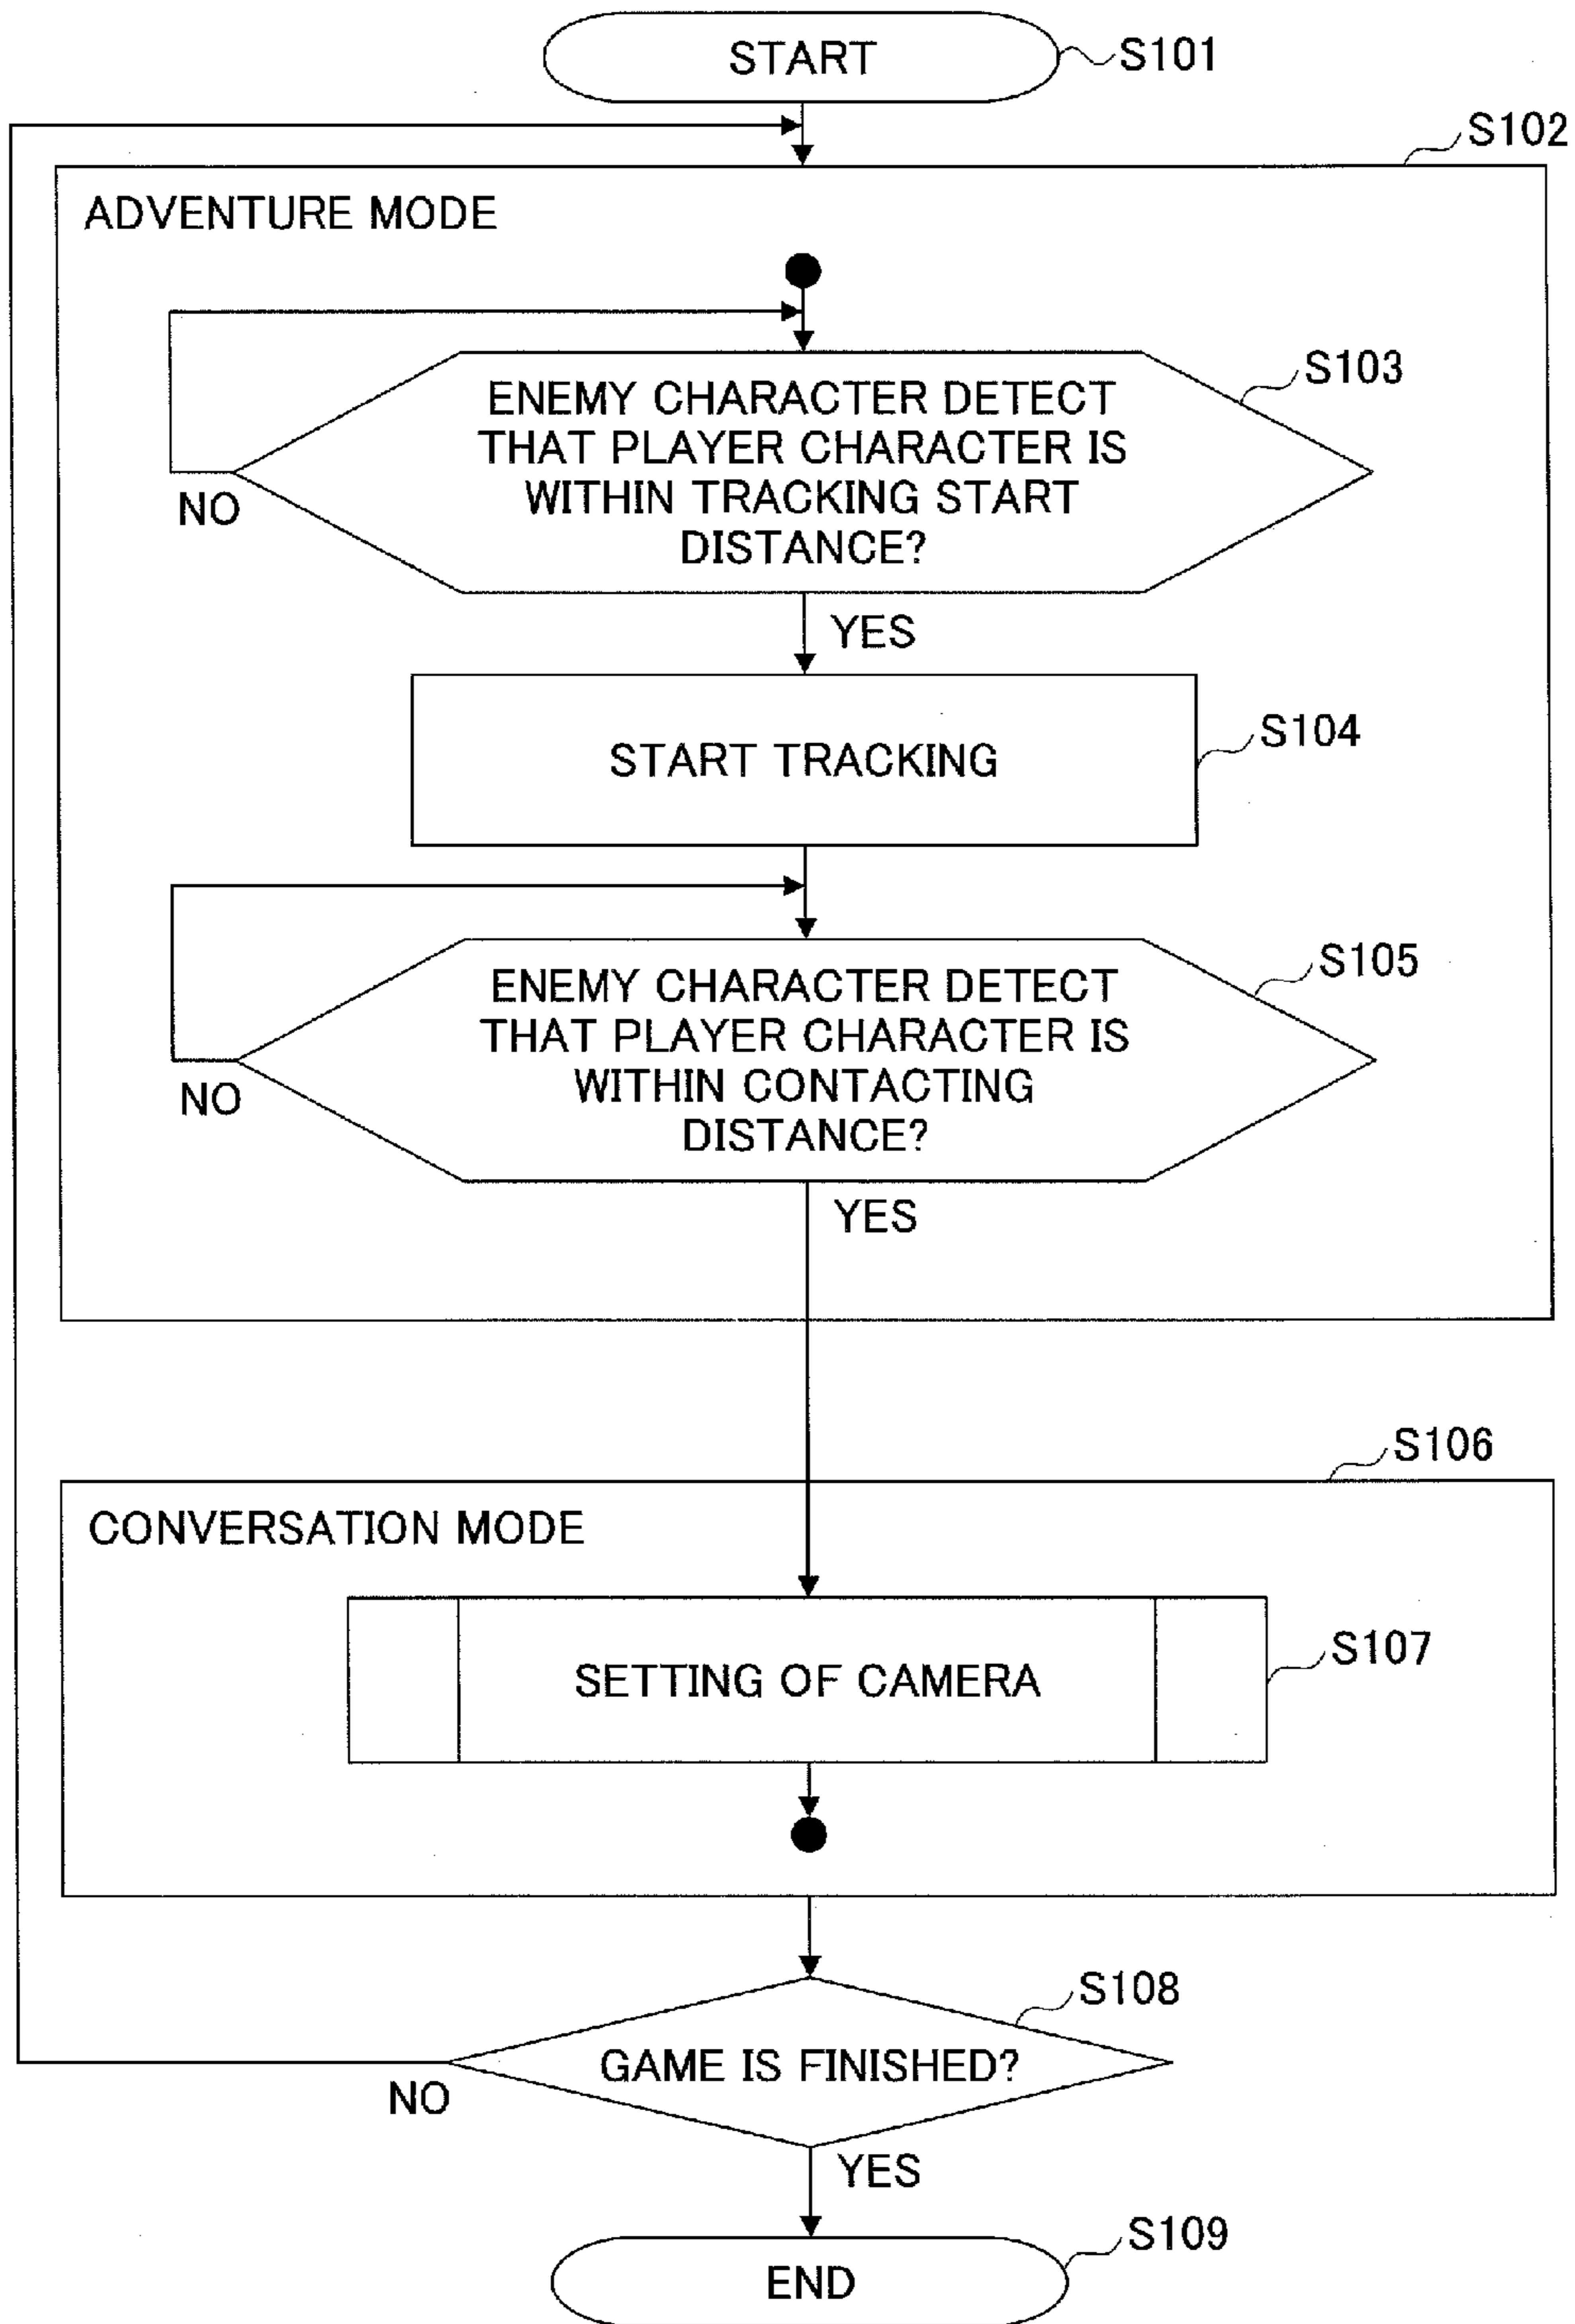 START
S101
S102
ADVENTURE MODE
S103
ENEMY CHARACTER DETECT
THAT PLAYER CHARACTER IS
WITHIN TRACKING START
DISTANCE?
NO
YES
S104
START TRACKING
S105
ENEMY CHARACTER DETECT
THAT PLAYER CHARACTER IS
WITHIN CONTACTING
DISTANCE?
NO
YES
S106
CONVERSATION MODE
S107
SETTING OF CAMERA
S108
GAME IS FINISHED?
NO
YES
S109
END